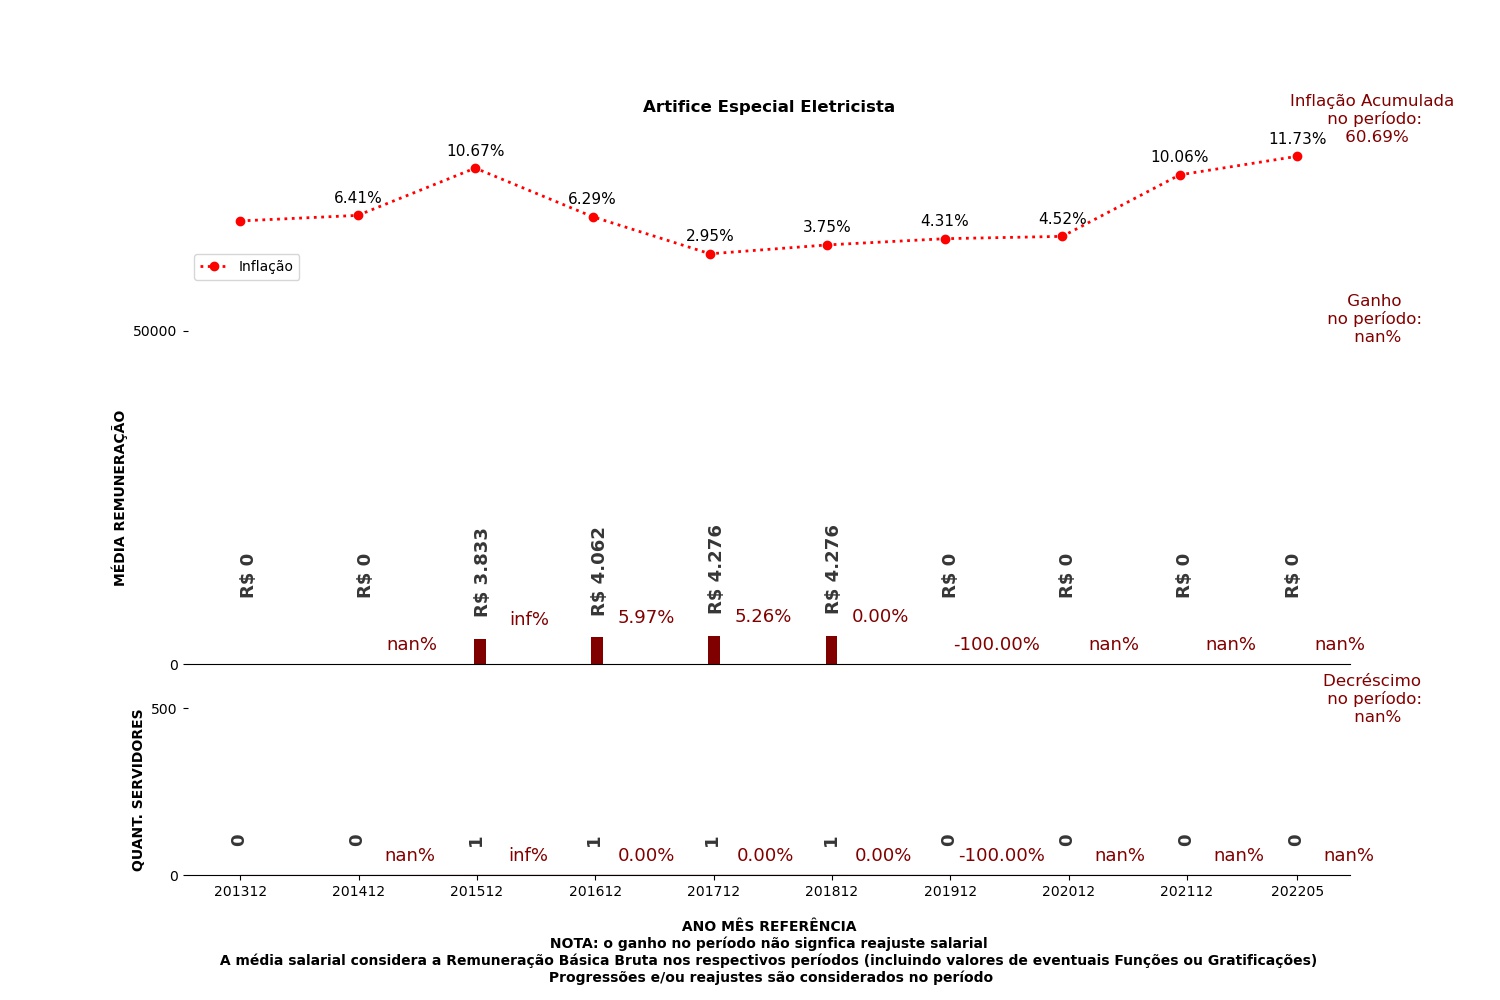 Artifice Especial Eletricista
Inflação Acumulada
no período:
60.69%
6.41%
10.67%
6.29%
2.95%
3.75%
4.31%
4.52%
10.06%
11.73%
Inflação
Ganho
no período:
nan%
50000
0
MÉDIA REMUNERAÇÃO
R$ 0
R$ 0
R$ 3.833
R$ 4.062
R$ 4.276
R$ 4.276
R$ 0
R$ 0
R$ 0
R$ 0
nan%
inf%
5.97%
5.26%
0.00%
-100.00%
nan%
nan%
nan%
Decréscimo
no período:
nan%
500
0
QUANT. SERVIDORES
0
0
1
1
1
1
0
0
0
0
nan%
inf%
0.00%
0.00%
0.00%
-100.00%
nan%
nan%
nan%
201312
201412
201512
201612
201712
201812
201912
202012
202112
202205
ANO MÊS REFERÊNCIA
NOTA: o ganho no período não signfica reajuste salarial
A média salarial considera a Remuneração Básica Bruta nos respectivos períodos (incluindo valores de eventuais Funções ou Gratificações)
Progressões e/ou reajustes são considerados no período